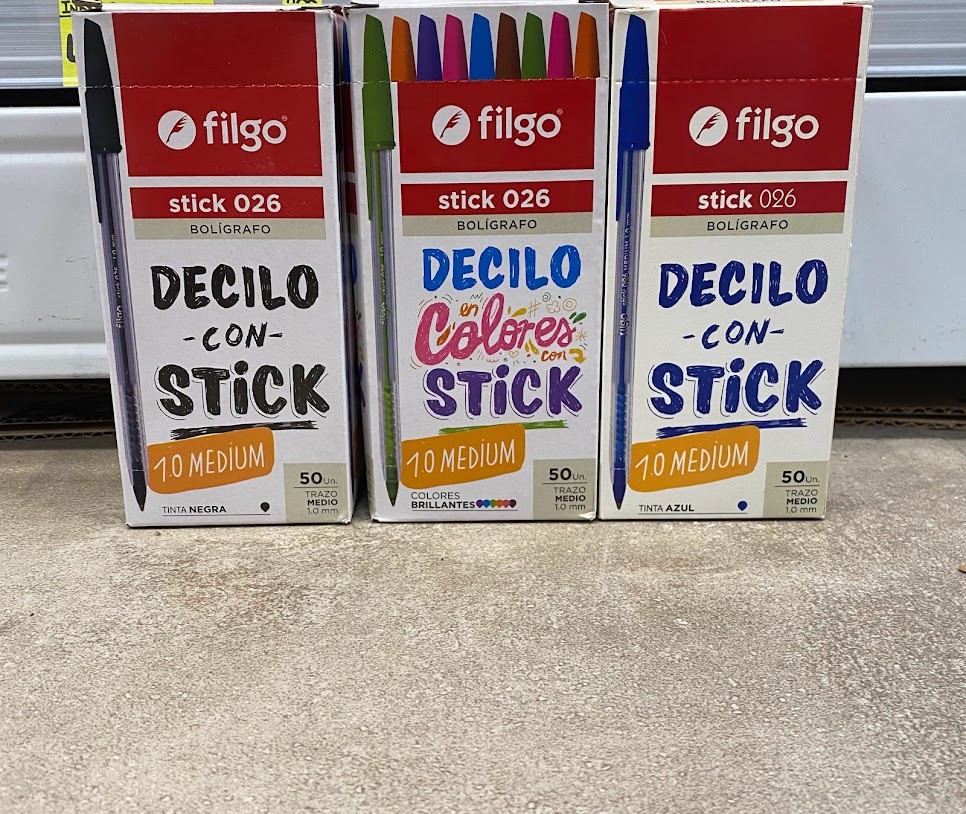 filgo
stick 026
BOLÍGRAFO
DECILO
-CON-
STiCK
1.0 MEDIUM
50Un.
TRAZO
MEDIO
1.0 mm
TINTA NEGRA
filgo
stick 026
BOLÍGRAFO
DECILO
en
Colores
con
STiCK
1.0 MEDIUM
COLORES
BRILLANTES
50Un.
TRAZO
MEDIO
1.0 mm
filgo
stick 026
BOLÍGRAFO
DECILO
-CON-
STiCK
1.0 MEDIUM
50Un.
TRAZO
MEDIO
1.0 mm
TINTA AZUL